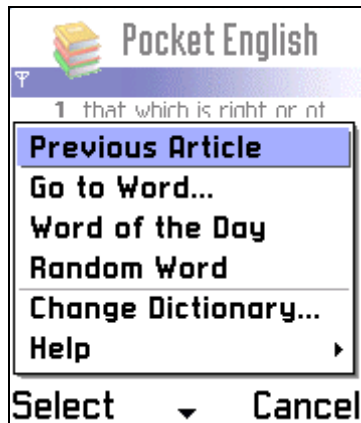 Pocket English
1 that which is right or of
Previous Article
Go to Word...
Word of the Day
Random Word
Change Dictionary...
Help
Select Cancel